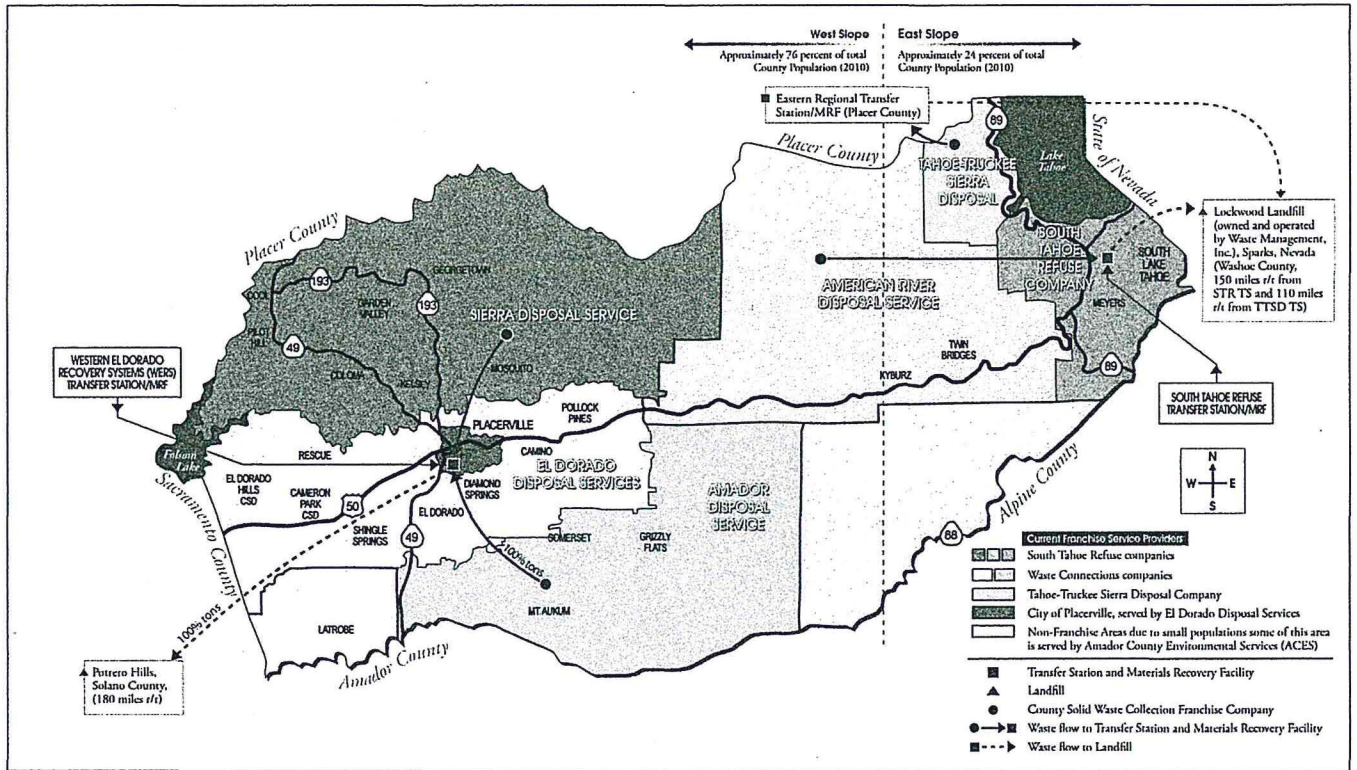 West Slope
Approximately 76 percent of total
County Population (2010)
East Slope
Approximately 24 percent of total
County Population (2010)
Eastern Regional Transfer
Station/MRF (Placer County)
89
Lake
Tahoe
State of Nevada
Placer County
TAHOE-TRUCKEE
SIERRA
DISPOSAL
Lockwood Landfill
(owned and operated
by Waste Management,
Inc.), Sparks, Nevada
(Washoe County,
150 miles r/t from
STR TS and 110 miles
r/t from TTSD TS)
SOUTH
TAHOE
REFUSE
COMPANY
SOUTH
LAKE
TAHOE
MEYERS
89
AMERICAN RIVER
DISPOSAL SERVICE
TWIN
BRIDGES
KYBURZ
SOUTH TAHOE REFUSE
TRANSFER STATION/MRF
Placer County
GEORGETOWN
193
193
COOL
GARDEN
VALLEY
PILOT
HILL
49
SIERRA DISPOSAL SERVICE
MOSQUITO
COLOMA
KELSEY
WESTERN EL DORADO
RECOVERY SYSTEMS (WERS)
TRANSFER STATION/MRF
Folsom
Lake
PLACERVILLE
POLLOCK
PINES
RESCUE
CAMINO
EL DORADO
DISPOSAL SERVICES
EL DORADO
HILLS
CSD
CAMERON
PARK
CSD
50
DIAMOND
SPRINGS
EL DORADO
SHINGLE
SPRINGS
49
Sacramento County
AMADOR
DISPOSAL
SERVICE
SOMERSET
GRIZZLY
FLATS
100% tons
MT. AUKUM
LATROBE
100% tons
Amador County
Potrero Hills,
Solano County,
(180 miles r/t)
Alpine County
88
N
W E
S
Current Franchise Service Providers
South Tahoe Refuse companies
Waste Connections companies
Tahoe-Truckee Sierra Disposal Company
City of Placerville, served by El Dorado Disposal Services
Non-Franchise Areas due to small populations some of this area
is served by Amador County Environmental Services (ACES)
Transfer Station and Materials Recovery Facility
Landfill
County Solid Waste Collection Franchise Company
Waste flow to Transfer Station and Materials Recovery Facility
Waste flow to Landfill